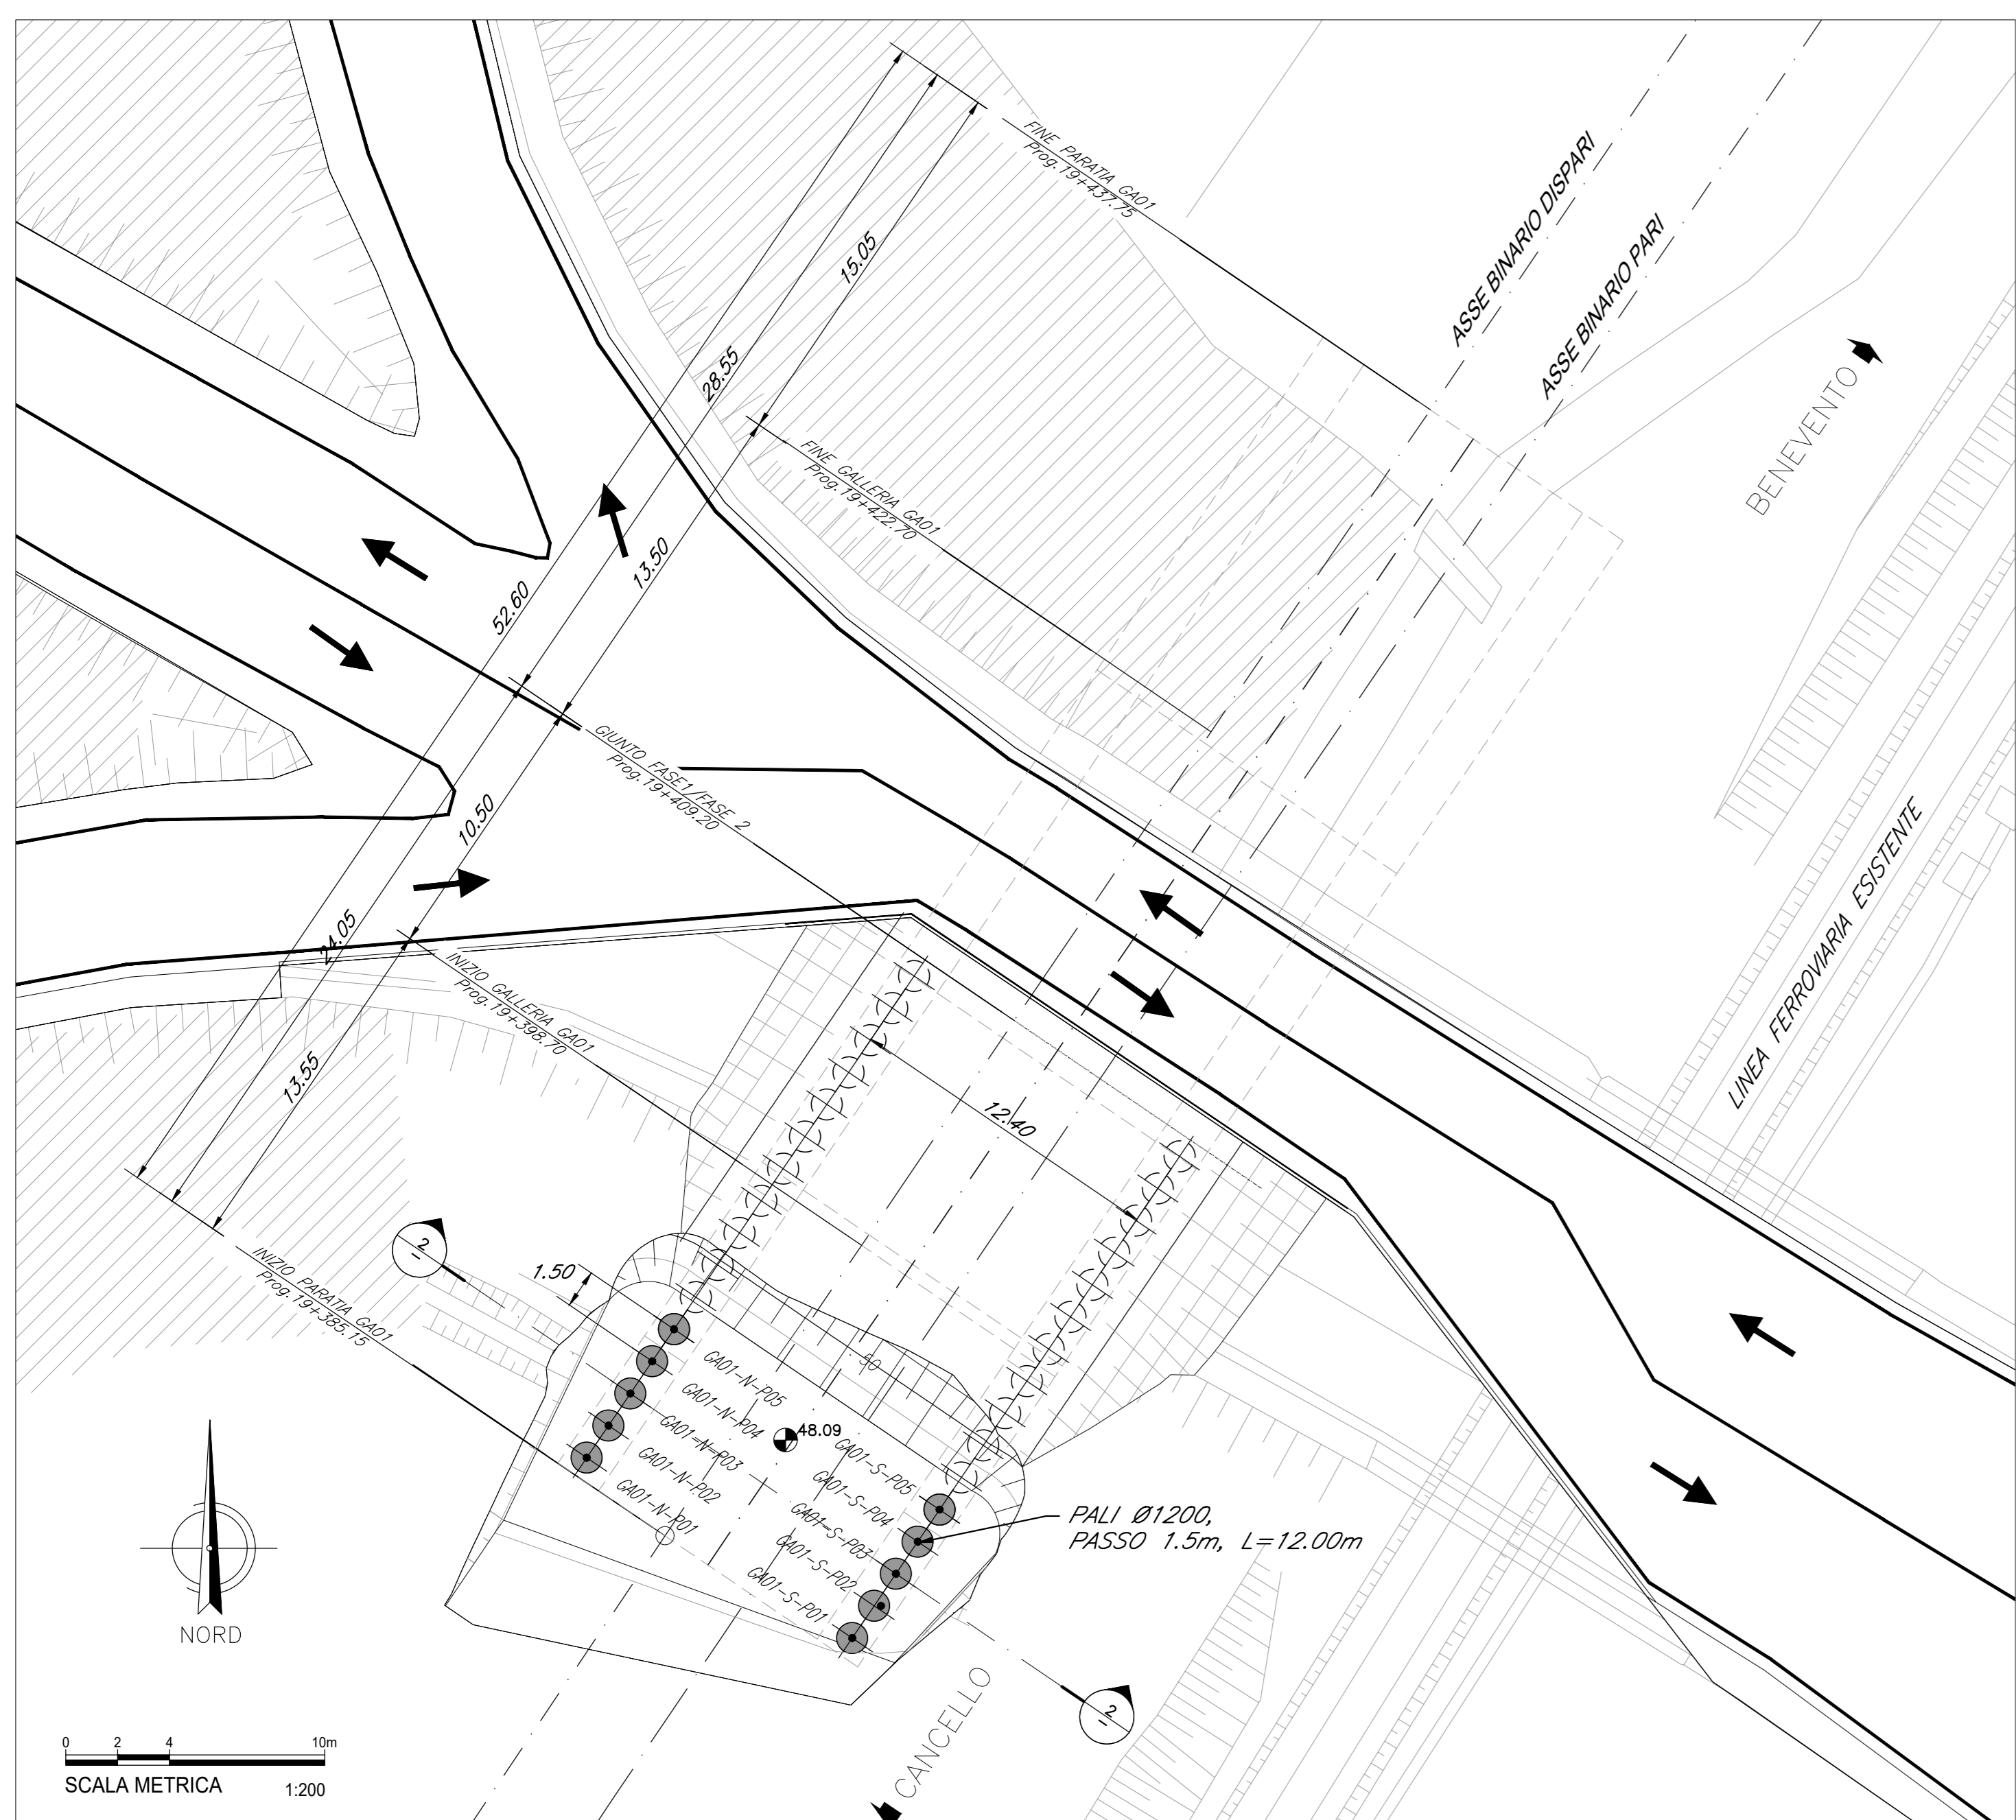 FINE PARATIA GA01
Prog.19+437.75
15.05
28.55
52.60
13.50
ASSE BINARIO DISPARI
ASSE BINARIO PARI
BENEVENTO
FINE GALLERIA GA01
Prog.19+422.70
GIUNTO FASE1/FASE 2
Prog.19+409.20
10.50
24.05
13.55
INIZIO GALLERIA GA01
Prog.19+398.70
LINEA FERROVIARIA ESISTENTE
12.40
2
1.50
INIZIO PARATIA GA01
Prog.19+385.15
50
GA01-N-P05
GA01-N-P04
GA01-N-P03
GA01-N-P02
GA01-N-P01
48.09
GA01-S-P05
GA01-S-P04
GA01-S-P03
GA01-S-P02
GA01-S-P01
PALI Ø1200,
PASSO 1.5m, L=12.00m
NORD
2
CANCELLO
0 2 4 10m
SCALA METRICA 1:200